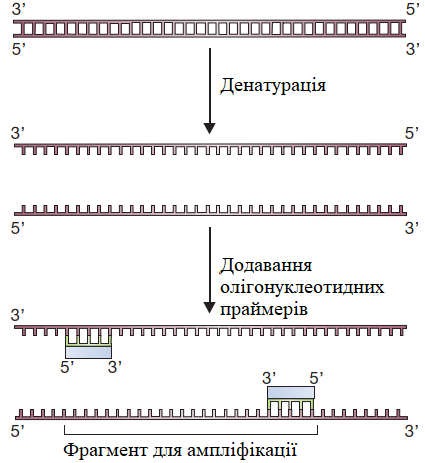 3’ 5’
5’ 3’
Денатурація
3’ 5’
5’ 3’
Додавання
олігонуклеотидних
праймерів
3’
5’ 3’
3’ 5’
5’ 3’
Фрагмент для ампліфікації